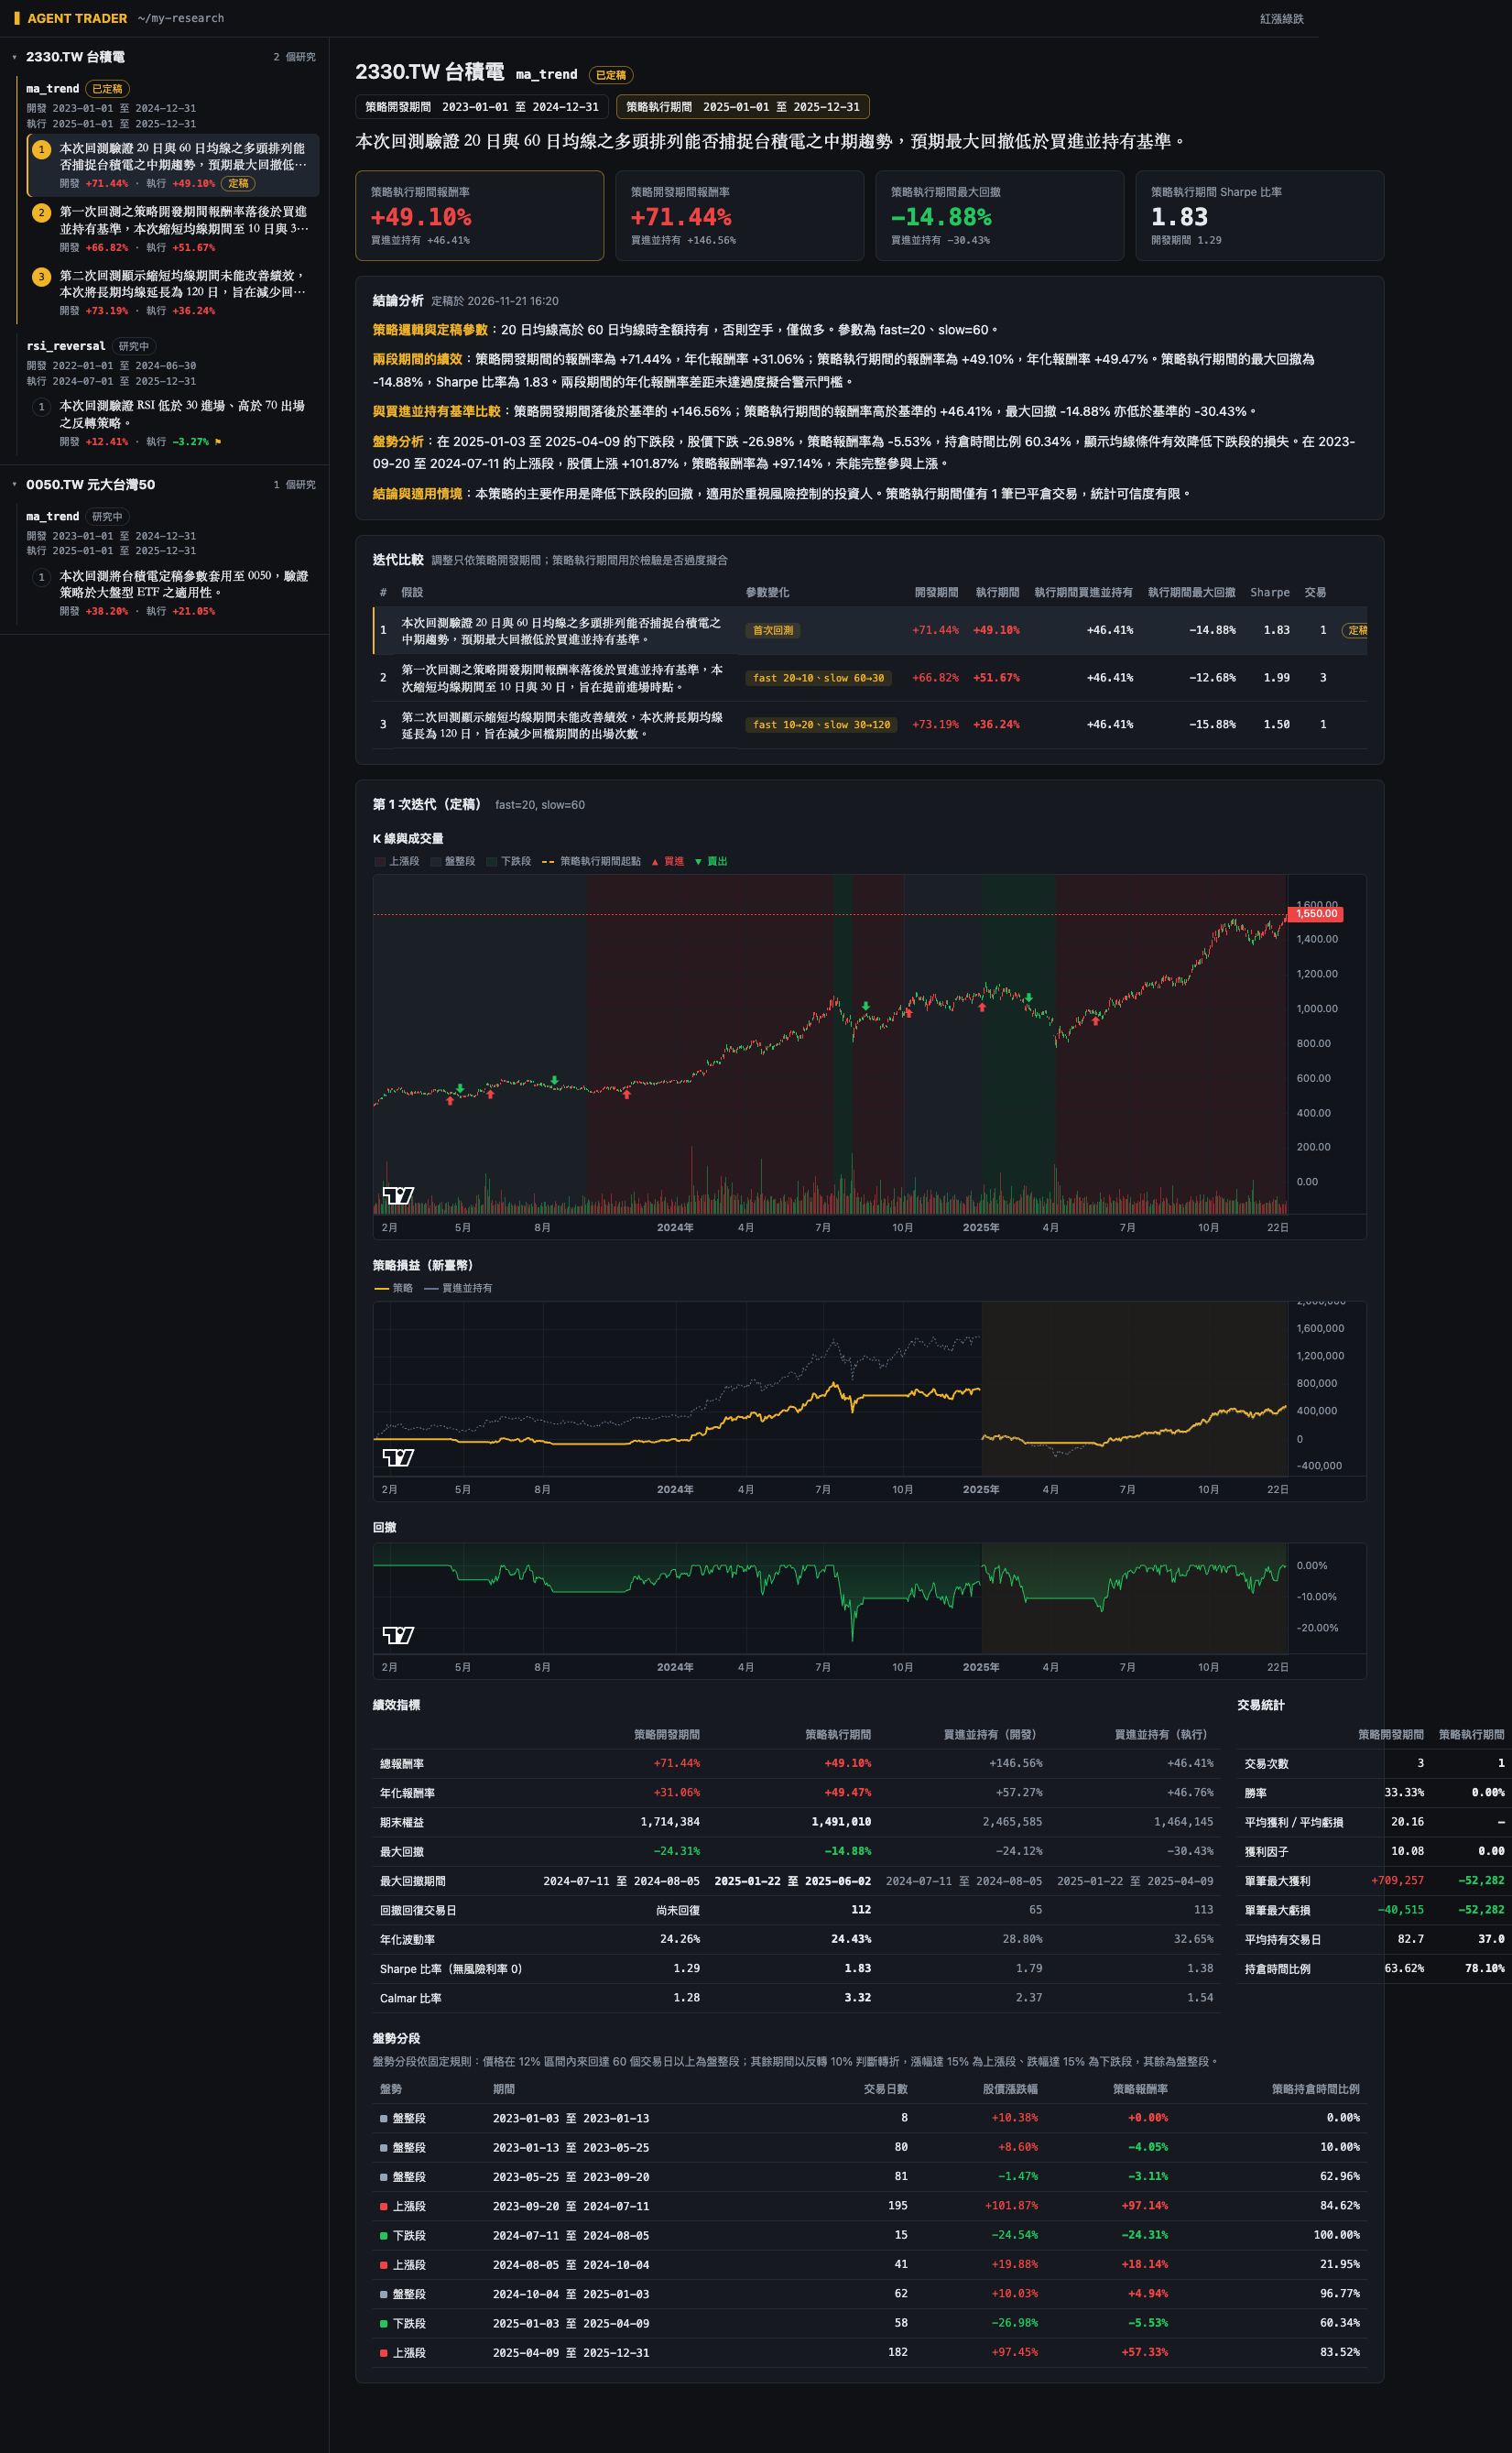 AGENT TRADER ~/my-research
紅漲綠跌
▾ 2330.TW 台積電 2 個研究
ma_trend 已定稿
開發 2023-01-01 至 2024-12-31
執行 2025-01-01 至 2025-12-31
1 本次回測驗證 20 日與 60 日均線之多頭排列能
否捕捉台積電之中期趨勢，預期最大回撤低⋯
開發 +71.44% · 執行 +49.10% 定稿
2 第一次回測之策略開發期間報酬率落後於買進
並持有基準，本次縮短均線期間至 10 日與 3⋯
開發 +66.82% · 執行 +51.67%
3 第二次回測顯示縮短均線期間未能改善績效，
本次將長期均線延長為 120 日，旨在減少回⋯
開發 +73.19% · 執行 +36.24%
rsi_reversal 研究中
開發 2022-01-01 至 2024-06-30
執行 2024-07-01 至 2025-12-31
1 本次回測驗證 RSI 低於 30 進場、高於 70 出場
之反轉策略。
開發 +12.41% · 執行 −3.27% ⚑
▾ 0050.TW 元大台灣50 1 個研究
ma_trend 研究中
開發 2023-01-01 至 2024-12-31
執行 2025-01-01 至 2025-12-31
1 本次回測將台積電定稿參數套用至 0050，驗證
策略於大盤型 ETF 之適用性。
開發 +38.20% · 執行 +21.05%
2330.TW 台積電 ma_trend 已定稿
策略開發期間 2023-01-01 至 2024-12-31 策略執行期間 2025-01-01 至 2025-12-31
本次回測驗證 20 日與 60 日均線之多頭排列能否捕捉台積電之中期趨勢，預期最大回撤低於買進並持有基準。
策略執行期間報酬率
+49.10%
買進並持有 +46.41%
策略開發期間報酬率
+71.44%
買進並持有 +146.56%
策略執行期間最大回撤
−14.88%
買進並持有 −30.43%
策略執行期間 Sharpe 比率
1.83
開發期間 1.29
結論分析 定稿於 2026-11-21 16:20
策略邏輯與定稿參數：20 日均線高於 60 日均線時全額持有，否則空手，僅做多。參數為 fast=20、slow=60。
兩段期間的績效：策略開發期間的報酬率為 +71.44%，年化報酬率 +31.06%；策略執行期間的報酬率為 +49.10%，年化報酬率 +49.47%。策略執行期間的最大回撤為
-14.88%，Sharpe 比率為 1.83。兩段期間的年化報酬率差距未達過度擬合警示門檻。
與買進並持有基準比較：策略開發期間落後於基準的 +146.56%；策略執行期間的報酬率高於基準的 +46.41%，最大回撤 -14.88% 亦低於基準的 -30.43%。
盤勢分析：在 2025-01-03 至 2025-04-09 的下跌段，股價下跌 -26.98%，策略報酬率為 -5.53%，持倉時間比例 60.34%，顯示均線條件有效降低下跌段的損失。在 2023-
09-20 至 2024-07-11 的上漲段，股價上漲 +101.87%，策略報酬率為 +97.14%，未能完整參與上漲。
結論與適用情境：本策略的主要作用是降低下跌段的回撤，適用於重視風險控制的投資人。策略執行期間僅有 1 筆已平倉交易，統計可信度有限。
迭代比較 調整只依策略開發期間；策略執行期間用於檢驗是否過度擬合
# 假設 參數變化 開發期間 執行期間 執行期間買進並持有 執行期間最大回撤 Sharpe 交易
1 本次回測驗證 20 日與 60 日均線之多頭排列能否捕捉台積電之
中期趨勢，預期最大回撤低於買進並持有基準。 首次回測 +71.44% +49.10% +46.41% −14.88% 1.83 1 定稿
2 第一次回測之策略開發期間報酬率落後於買進並持有基準，本
次縮短均線期間至 10 日與 30 日，旨在提前進場時點。 fast 20→10、slow 60→30 +66.82% +51.67% +46.41% −12.68% 1.99 3
3 第二次回測顯示縮短均線期間未能改善績效，本次將長期均線
延長為 120 日，旨在減少回檔期間的出場次數。 fast 10→20、slow 30→120 +73.19% +36.24% +46.41% −15.88% 1.50 1
第 1 次迭代（定稿） fast=20, slow=60
K 線與成交量
上漲段 盤整段 下跌段 策略執行期間起點 ▲ 買進 ▼ 賣出
1,600.00
1,550.00
1,400.00
1,200.00
1,000.00
800.00
600.00
400.00
200.00
0.00
2月 5月 8月 2024年 4月 7月 10月 2025年 4月 7月 10月 22日
策略損益（新臺幣）
策略 買進並持有
2,000,000
1,600,000
1,200,000
800,000
400,000
0
-400,000
2月 5月 8月 2024年 4月 7月 10月 2025年 4月 7月 10月 22日
回撤
0.00%
-10.00%
-20.00%
2月 5月 8月 2024年 4月 7月 10月 2025年 4月 7月 10月 22日
績效指標
策略開發期間 策略執行期間 買進並持有（開發） 買進並持有（執行）
總報酬率 +71.44% +49.10% +146.56% +46.41%
年化報酬率 +31.06% +49.47% +57.27% +46.76%
期末權益 1,714,384 1,491,010 2,465,585 1,464,145
最大回撤 −24.31% −14.88% −24.12% −30.43%
最大回撤期間 2024-07-11 至 2024-08-05 2025-01-22 至 2025-06-02 2024-07-11 至 2024-08-05 2025-01-22 至 2025-04-09
回撤回復交易日 尚未回復 112 65 113
年化波動率 24.26% 24.43% 28.80% 32.65%
Sharpe 比率（無風險利率 0） 1.29 1.83 1.79 1.38
Calmar 比率 1.28 3.32 2.37 1.54
交易統計
策略開發期間 策略執行期間
交易次數 3 1
勝率 33.33% 0.00%
平均獲利 / 平均虧損 20.16 —
獲利因子 10.08 0.00
單筆最大獲利 +709,257 −52,282
單筆最大虧損 −40,515 −52,282
平均持有交易日 82.7 37.0
持倉時間比例 63.62% 78.10%
盤勢分段
盤勢分段依固定規則：價格在 12% 區間內來回達 60 個交易日以上為盤整段；其餘期間以反轉 10% 判斷轉折，漲幅達 15% 為上漲段、跌幅達 15% 為下跌段，其餘為盤整段。
盤勢 期間 交易日數 股價漲跌幅 策略報酬率 策略持倉時間比例
盤整段 2023-01-03 至 2023-01-13 8 +10.38% +0.00% 0.00%
盤整段 2023-01-13 至 2023-05-25 80 +8.60% −4.05% 10.00%
盤整段 2023-05-25 至 2023-09-20 81 −1.47% −3.11% 62.96%
上漲段 2023-09-20 至 2024-07-11 195 +101.87% +97.14% 84.62%
下跌段 2024-07-11 至 2024-08-05 15 −24.54% −24.31% 100.00%
上漲段 2024-08-05 至 2024-10-04 41 +19.88% +18.14% 21.95%
盤整段 2024-10-04 至 2025-01-03 62 +10.03% +4.94% 96.77%
下跌段 2025-01-03 至 2025-04-09 58 −26.98% −5.53% 60.34%
上漲段 2025-04-09 至 2025-12-31 182 +97.45% +57.33% 83.52%